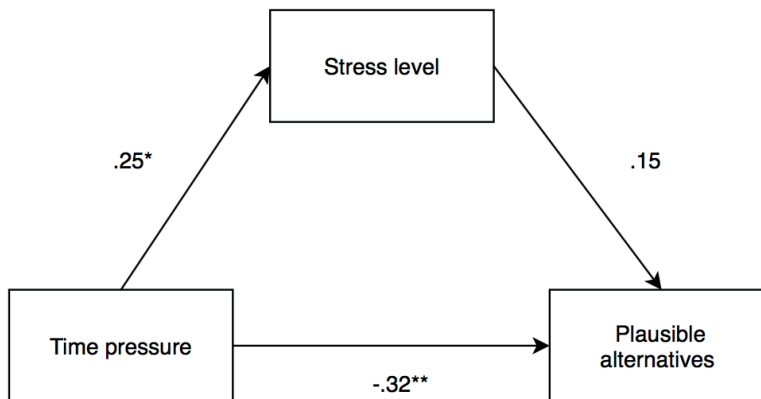 Stress level
.25*
.15
Time pressure
Plausible
alternatives
-.32**